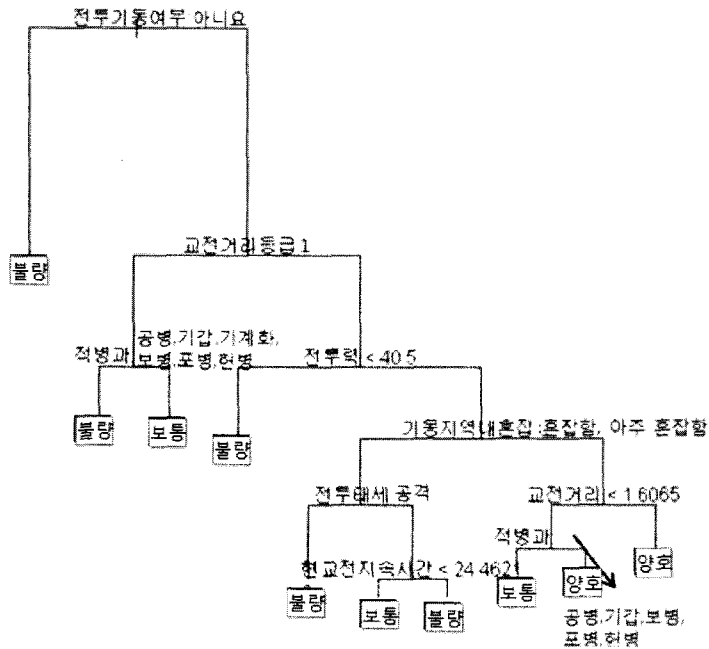 전투기동여부 아니요
불량
교전거리등급 1
적병과
공병,기갑,기계화,
보병,포병,헌병
전투력 < 40.5
불량
보통
불량
기동지역내혼잡:혼잡함, 아주 혼잡함
전투태세 공격
교전거리 < 1.6065
적병과
현교전지속시간 < 24.462
불량
보통
불량
보통
양호
양호
공병,기갑,보병,
포병,헌병